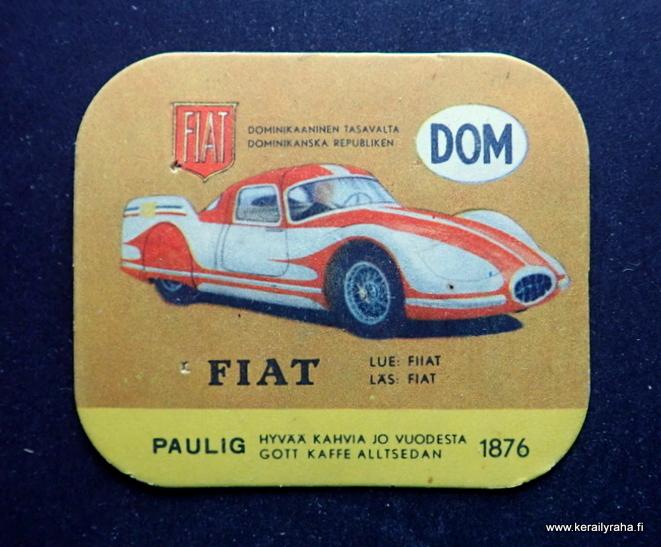 FIAT
DOMINIKAANINEN TASAVALTA
DOMINIKANSKA REPUBLIKEN
DOM
FIAT
LUE: FIIAT
LÄS: FIAT
PAULIG
HYVÄÄ KAHVIA JO VUODESTA
GOTT KAFFE ALLTSEDAN
1876
www.kerailyraha.fi